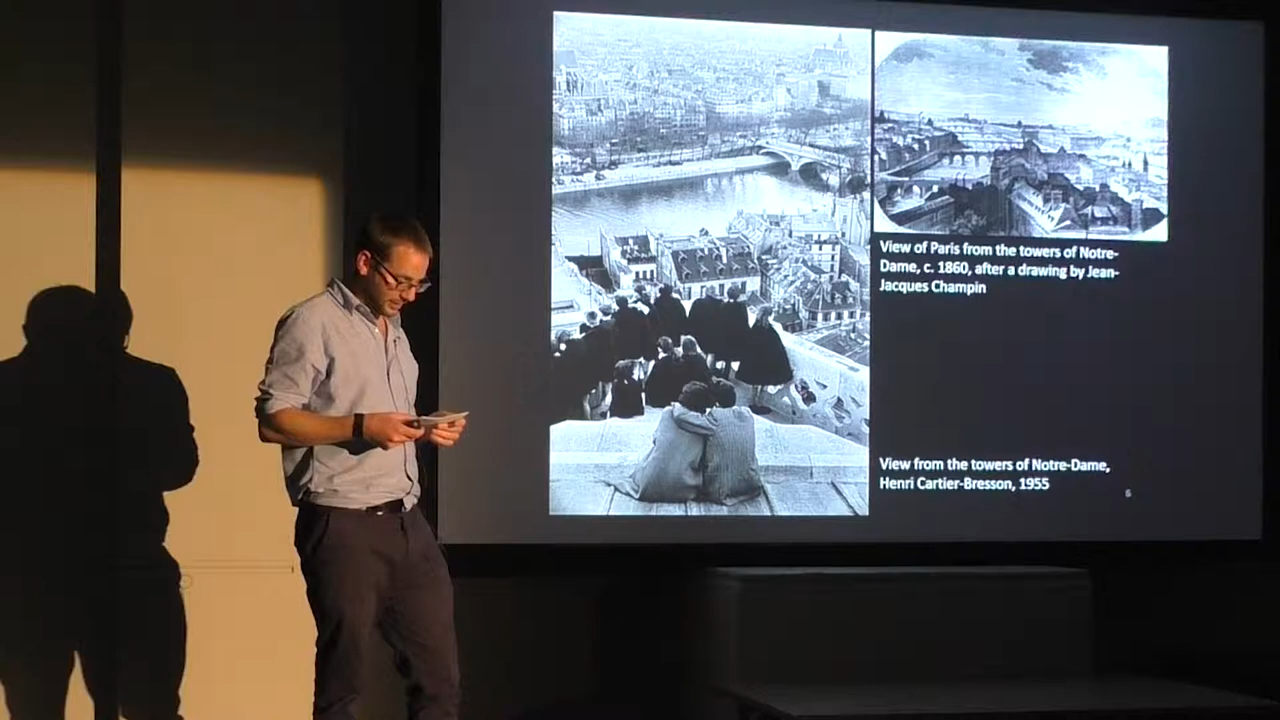 View of Paris from the towers of Notre-
Dame, c. 1860, after a drawing by Jean-
Jacques Champin
View from the towers of Notre-Dame,
Henri Cartier-Bresson, 1955
6